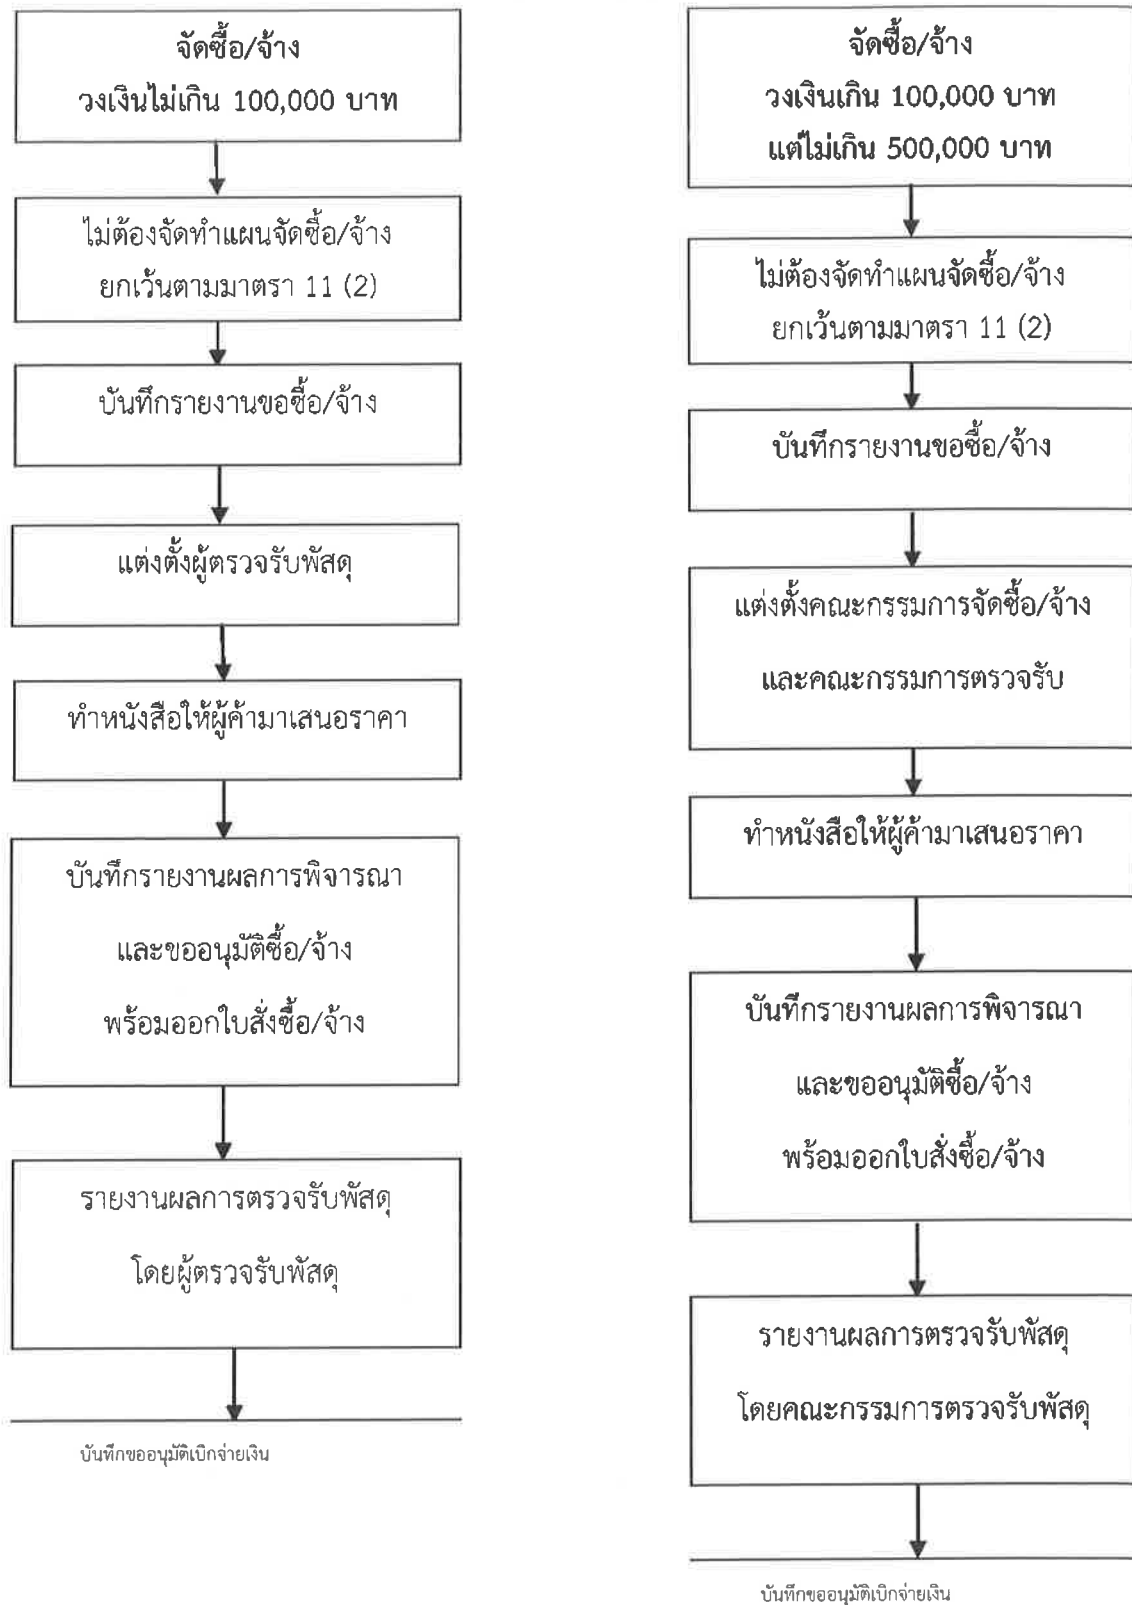 จัดซื้อ/จ้าง
วงเงินไม่เกิน 100,000 บาท
ไม่ต้องจัดทำแผนจัดซื้อ/จ้าง
ยกเว้นตามมาตรา 11 (2)
บันทึกรายงานขอซื้อ/จ้าง
แต่งตั้งผู้ตรวจรับพัสดุ
ทำหนังสือให้ผู้ค้ามาเสนอราคา
บันทึกรายงานผลการพิจารณา
และขออนุมัติซื้อ/จ้าง
พร้อมออกใบสั่งซื้อ/จ้าง
รายงานผลการตรวจรับพัสดุ
โดยผู้ตรวจรับพัสดุ
บันทึกขออนุมัติเบิกจ่ายเงิน
จัดซื้อ/จ้าง
วงเงินเกิน 100,000 บาท
แต่ไม่เกิน 500,000 บาท
ไม่ต้องจัดทำแผนจัดซื้อ/จ้าง
ยกเว้นตามมาตรา 11 (2)
บันทึกรายงานขอซื้อ/จ้าง
แต่งตั้งคณะกรรมการจัดซื้อ/จ้าง
และคณะกรรมการตรวจรับ
ทำหนังสือให้ผู้ค้ามาเสนอราคา
บันทึกรายงานผลการพิจารณา
และขออนุมัติซื้อ/จ้าง
พร้อมออกใบสั่งซื้อ/จ้าง
รายงานผลการตรวจรับพัสดุ
โดยคณะกรรมการตรวจรับพัสดุ
บันทึกขออนุมัติเบิกจ่ายเงิน